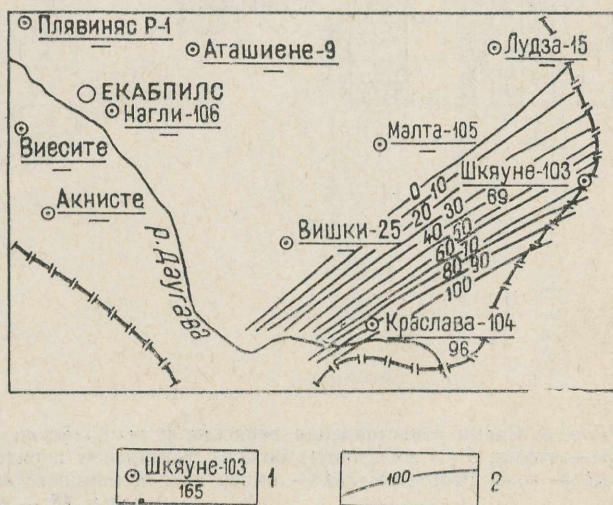 Плявиняс Р-1
Аташиене-9
Лудза-15
ЕКАБПИЛС
Нагли-106
Виесите
Малта-105
Шкяуне-103
69
Акнисте
Вишки-25
р. Даугава
0 10
20 30
40 50
60 70
80 90
100
Краслава-104
96
Шкяуне-103
165
1
100
2